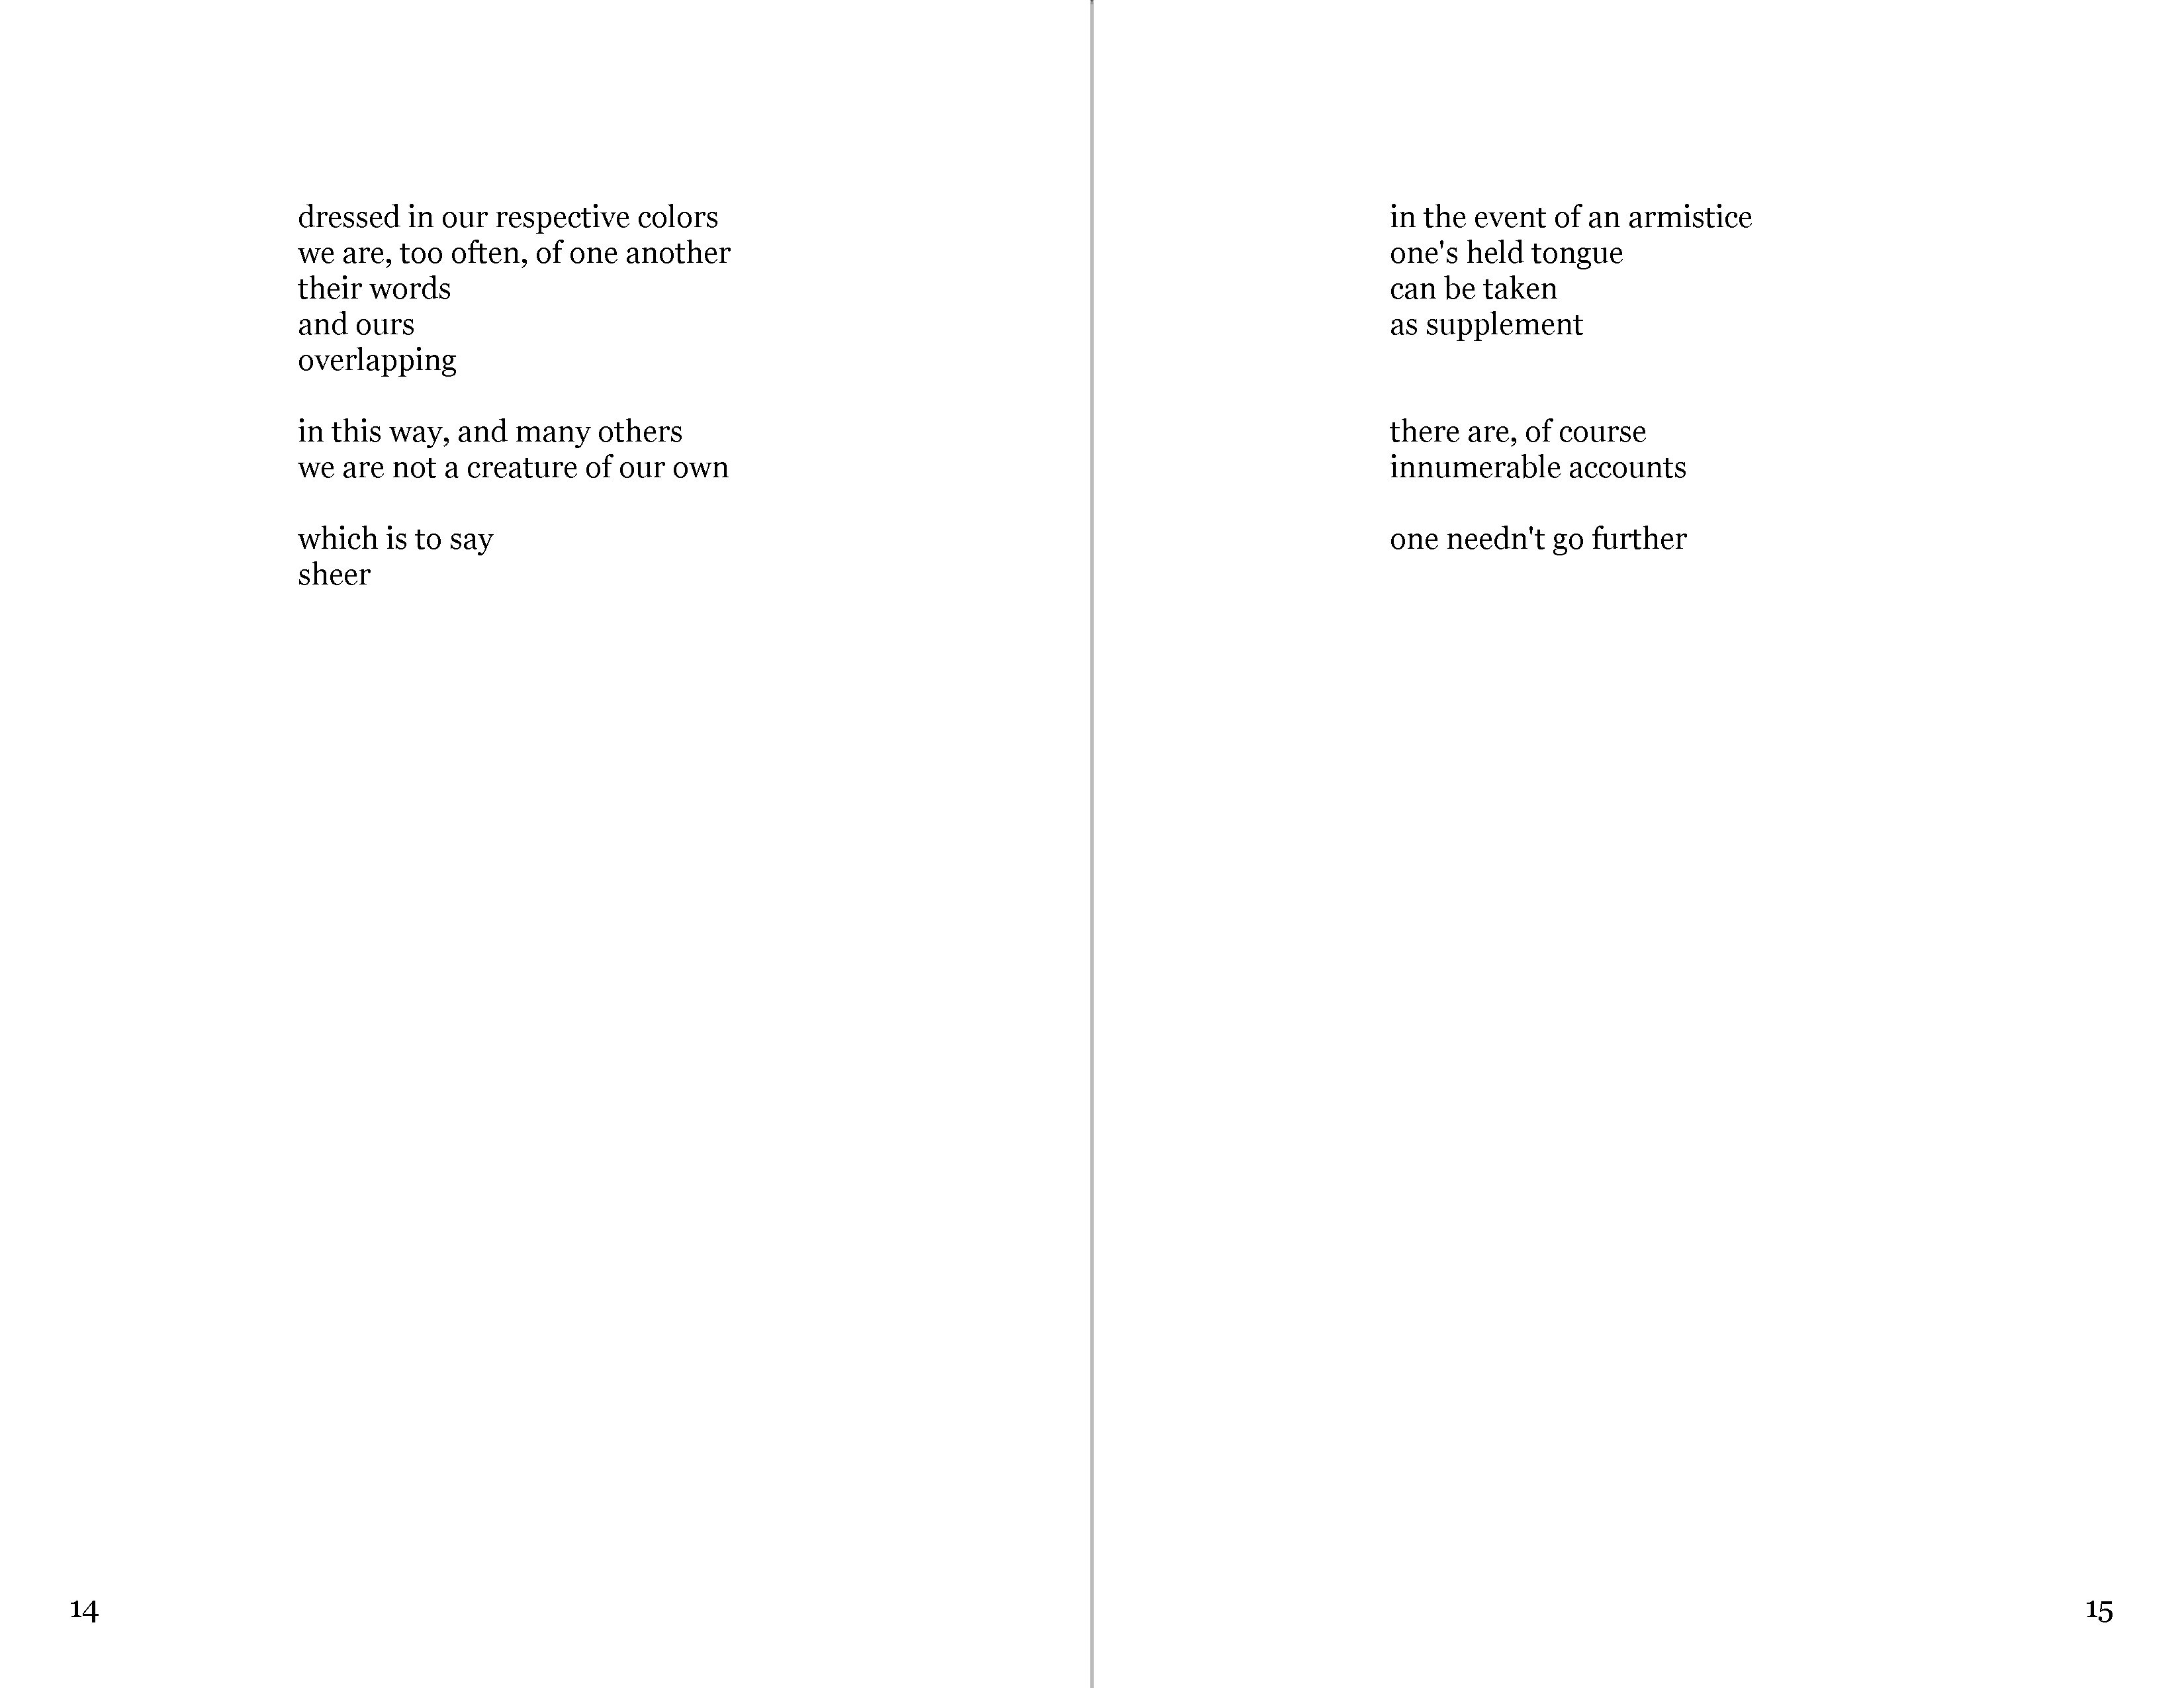 dressed in our respective colors
we are, too often, of one another
their words
and ours
overlapping

in this way, and many others
we are not a creature of our own

which is to say
sheer

14

in the event of an armistice
one's held tongue
can be taken
as supplement

there are, of course
innumerable accounts

one needn't go further

15